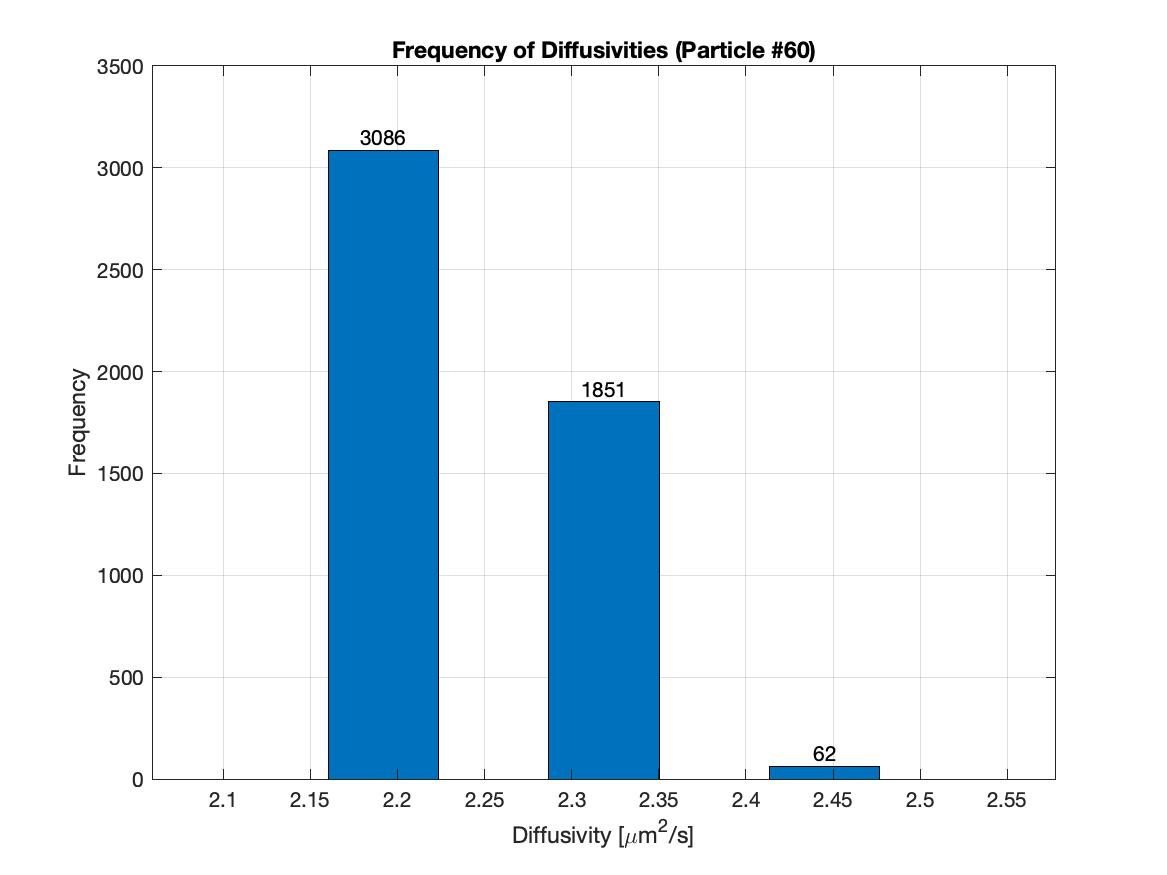 Frequency of Diffusivities (Particle #60)
3500
3000
2500
2000
1500
1000
500
0
Frequency
3086
1851
62
2.1 2.15 2.2 2.25 2.3 2.35 2.4 2.45 2.5 2.55
Diffusivity [μm²/s]